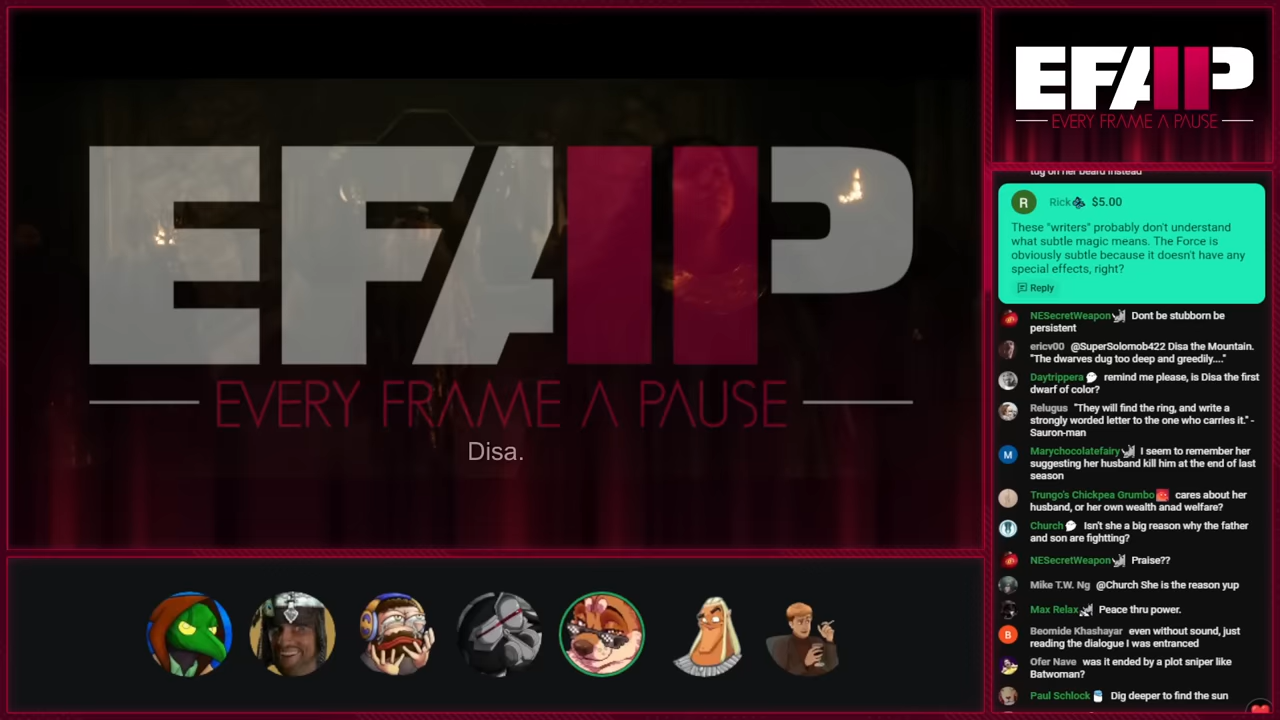 EFAP
EVERY FRAME A PAUSE
Disa.
EFAP
EVERY FRAME A PAUSE
tug on her beard instead
R Rick $5.00
These "writers" probably don't understand
what subtle magic means. The Force is
obviously subtle because it doesn't have any
special effects, right?
Reply
NESecretWeapon Dont be stubborn be
persistent
ericv00 @SuperSolomob422 Disa the Mountain.
"The dwarves dug too deep and greedily...."
Daytrippera remind me please, is Disa the first
dwarf of color?
Relugus "They will find the ring, and write a
strongly worded letter to the one who carries it." -
Sauron-man
M Marychocolatefairy I seem to remember her
suggesting her husband kill him at the end of last
season
Trungo's Chickpea Grumbo cares about her
husband, or her own wealth anad welfare?
Church Isn't she a big reason why the father
and son are fightting?
NESecretWeapon Praise??
Mike T.W. Ng @Church She is the reason yup
Max Relax Peace thru power.
B Beomide Khashayar even without sound, just
reading the dialogue I was entranced
Ofer Nave was it ended by a plot sniper like
Batwoman?
Paul Schlock Dig deeper to find the sun